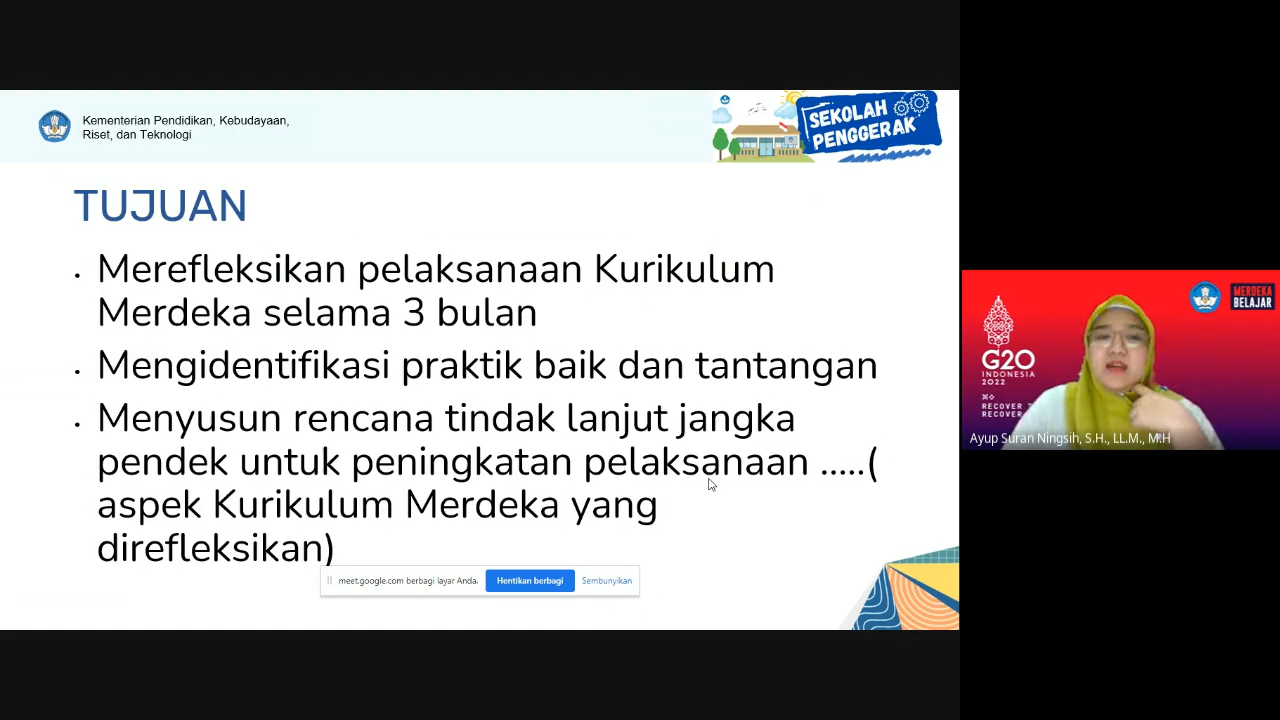 Kementerian Pendidikan, Kebudayaan,
Riset, dan Teknologi
SEKOLAH
PENGGERAK
TUJUAN
• Merefleksikan pelaksanaan Kurikulum
Merdeka selama 3 bulan
• Mengidentifikasi praktik baik dan tantangan
• Menyusun rencana tindak lanjut jangka
pendek untuk peningkatan pelaksanaan .....(
aspek Kurikulum Merdeka yang
direfleksikan)
meet.google.com berbagi layar Anda.
Hentikan berbagi
Sembunyikan
MERDEKA
BELAJAR
G20
INDONESIA
2022
RECOVER
RECOVER
Ayup Suran Ningsih, S.H., LL.M., M.H